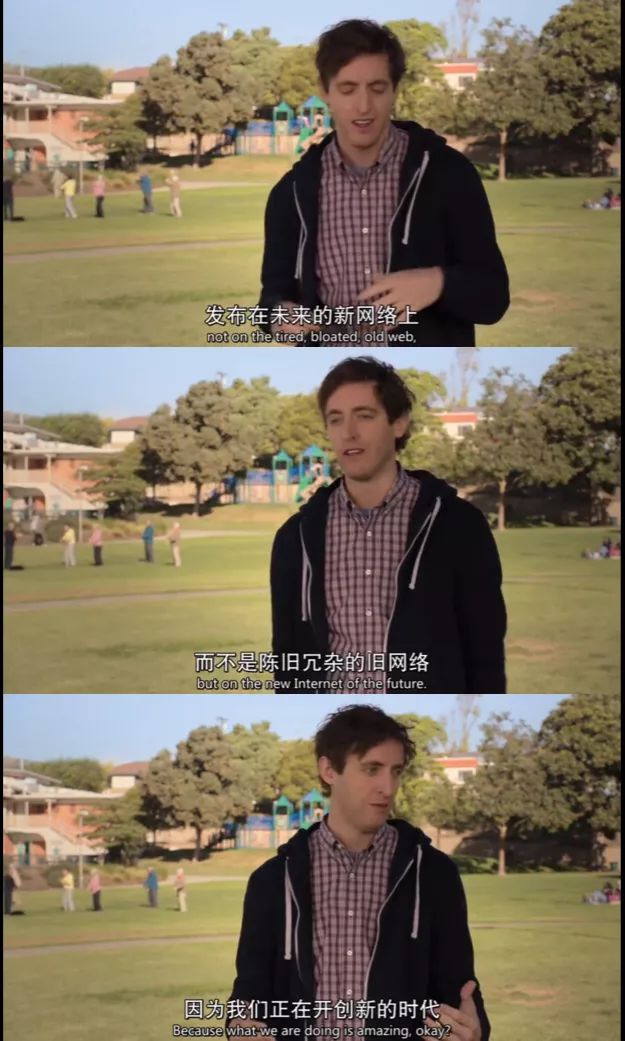 发布在未来的新网络上
not on the tired, bloated, old web,
而不是陈旧冗杂的旧网络
but on the new Internet of the future.
因为我们正在开创新的时代
Because what we are doing is amazing, okay?